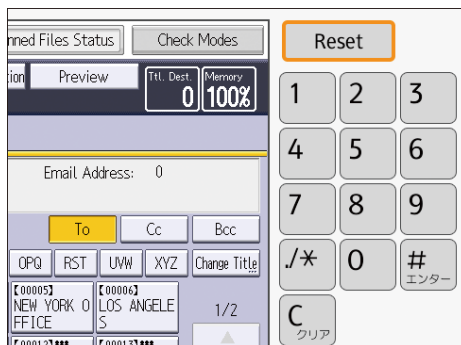 nned Files Status
Check Modes
Reset
tion
Preview
Ttl. Dest.
0
Memory
100%
1
2
3
Email Address: 0
4
5
6
To
Cc
Bcc
7
8
9
OPQ
RST
UVW
XYZ
Change Title
./*
0
#
エンター
【00005】
NEW YORK O
FFICE
【00006】
LOS ANGELE
S
1/2
C
クリア
【00012】***
【00013】***